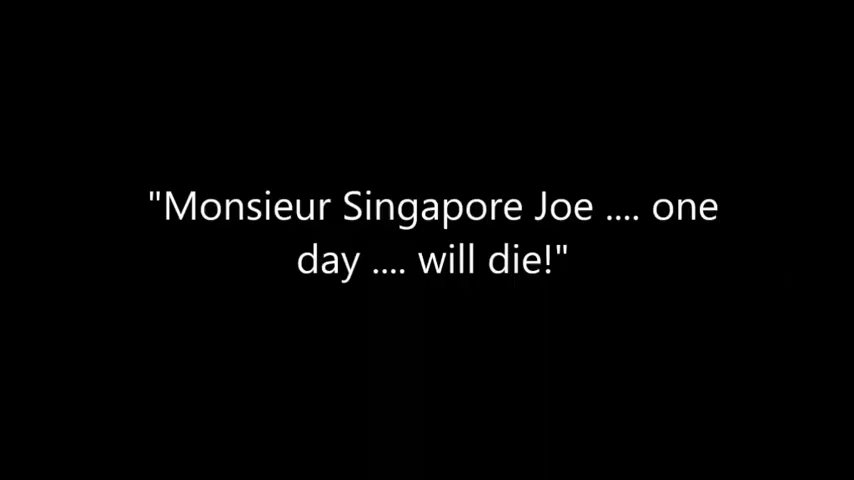 "Monsieur Singapore Joe .... one
day .... will die!"